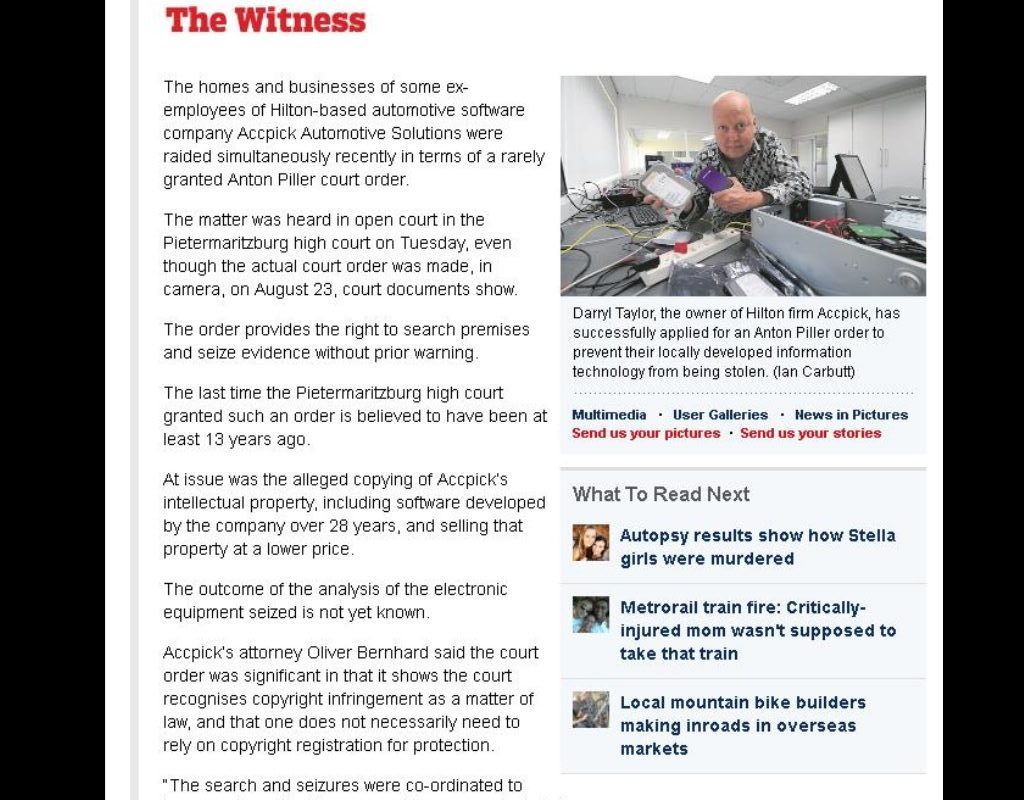 The Witness
The homes and businesses of some ex-
employees of Hilton-based automotive software
company Accpick Automotive Solutions were
raided simultaneously recently in terms of a rarely
granted Anton Piller court order.
The matter was heard in open court in the
Pietermaritzburg high court on Tuesday, even
though the actual court order was made, in
camera, on August 23, court documents show.
The order provides the right to search premises
and seize evidence without prior warning.
The last time the Pietermaritzburg high court
granted such an order is believed to have been at
least 13 years ago.
At issue was the alleged copying of Accpick's
intellectual property, including software developed
by the company over 28 years, and selling that
property at a lower price.
The outcome of the analysis of the electronic
equipment seized is not yet known.
Accpick's attorney Oliver Bernhard said the court
order was significant in that it shows the court
recognises copyright infringement as a matter of
law, and that one does not necessarily need to
rely on copyright registration for protection.
"The search and seizures were co-ordinated to
Darryl Taylor, the owner of Hilton firm Accpick, has
successfully applied for an Anton Piller order to
prevent their locally developed information
technology from being stolen. (Ian Carbutt)
Multimedia · User Galleries · News in Pictures
Send us your pictures · Send us your stories
What To Read Next
Autopsy results show how Stella
girls were murdered
Metrorail train fire: Critically-
injured mom wasn't supposed to
take that train
Local mountain bike builders
making inroads in overseas
markets